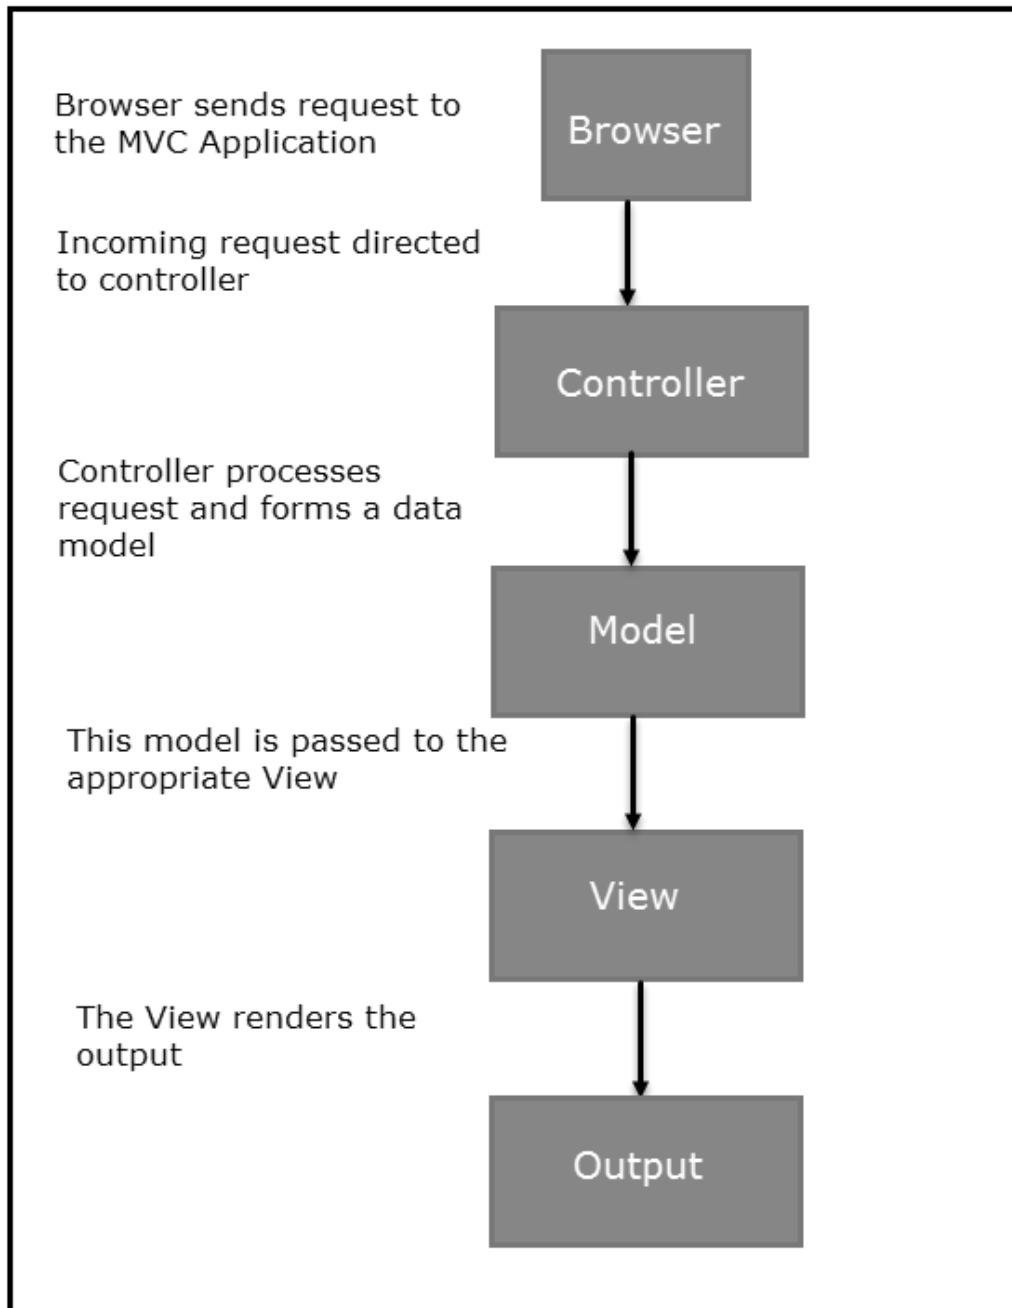 Browser sends request to
the MVC Application
Browser
Incoming request directed
to controller
Controller
Controller processes
request and forms a data
model
Model
This model is passed to the
appropriate View
View
The View renders the
output
Output